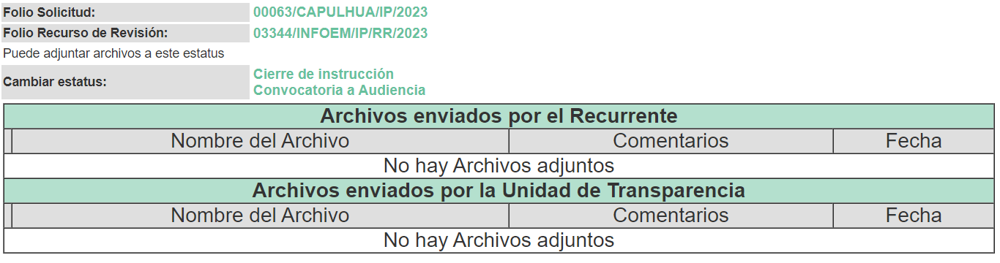 Folio Solicitud: 00063/CAPULHUA/IP/2023
Folio Recurso de Revisión: 03344/INFOEM/IP/RR/2023
Puede adjuntar archivos a este estatus
Cambiar estatus: Cierre de instrucción
Convocatoria a Audiencia
Archivos enviados por el Recurrente
Nombre del Archivo Comentarios Fecha
No hay Archivos adjuntos
Archivos enviados por la Unidad de Transparencia
Nombre del Archivo Comentarios Fecha
No hay Archivos adjuntos